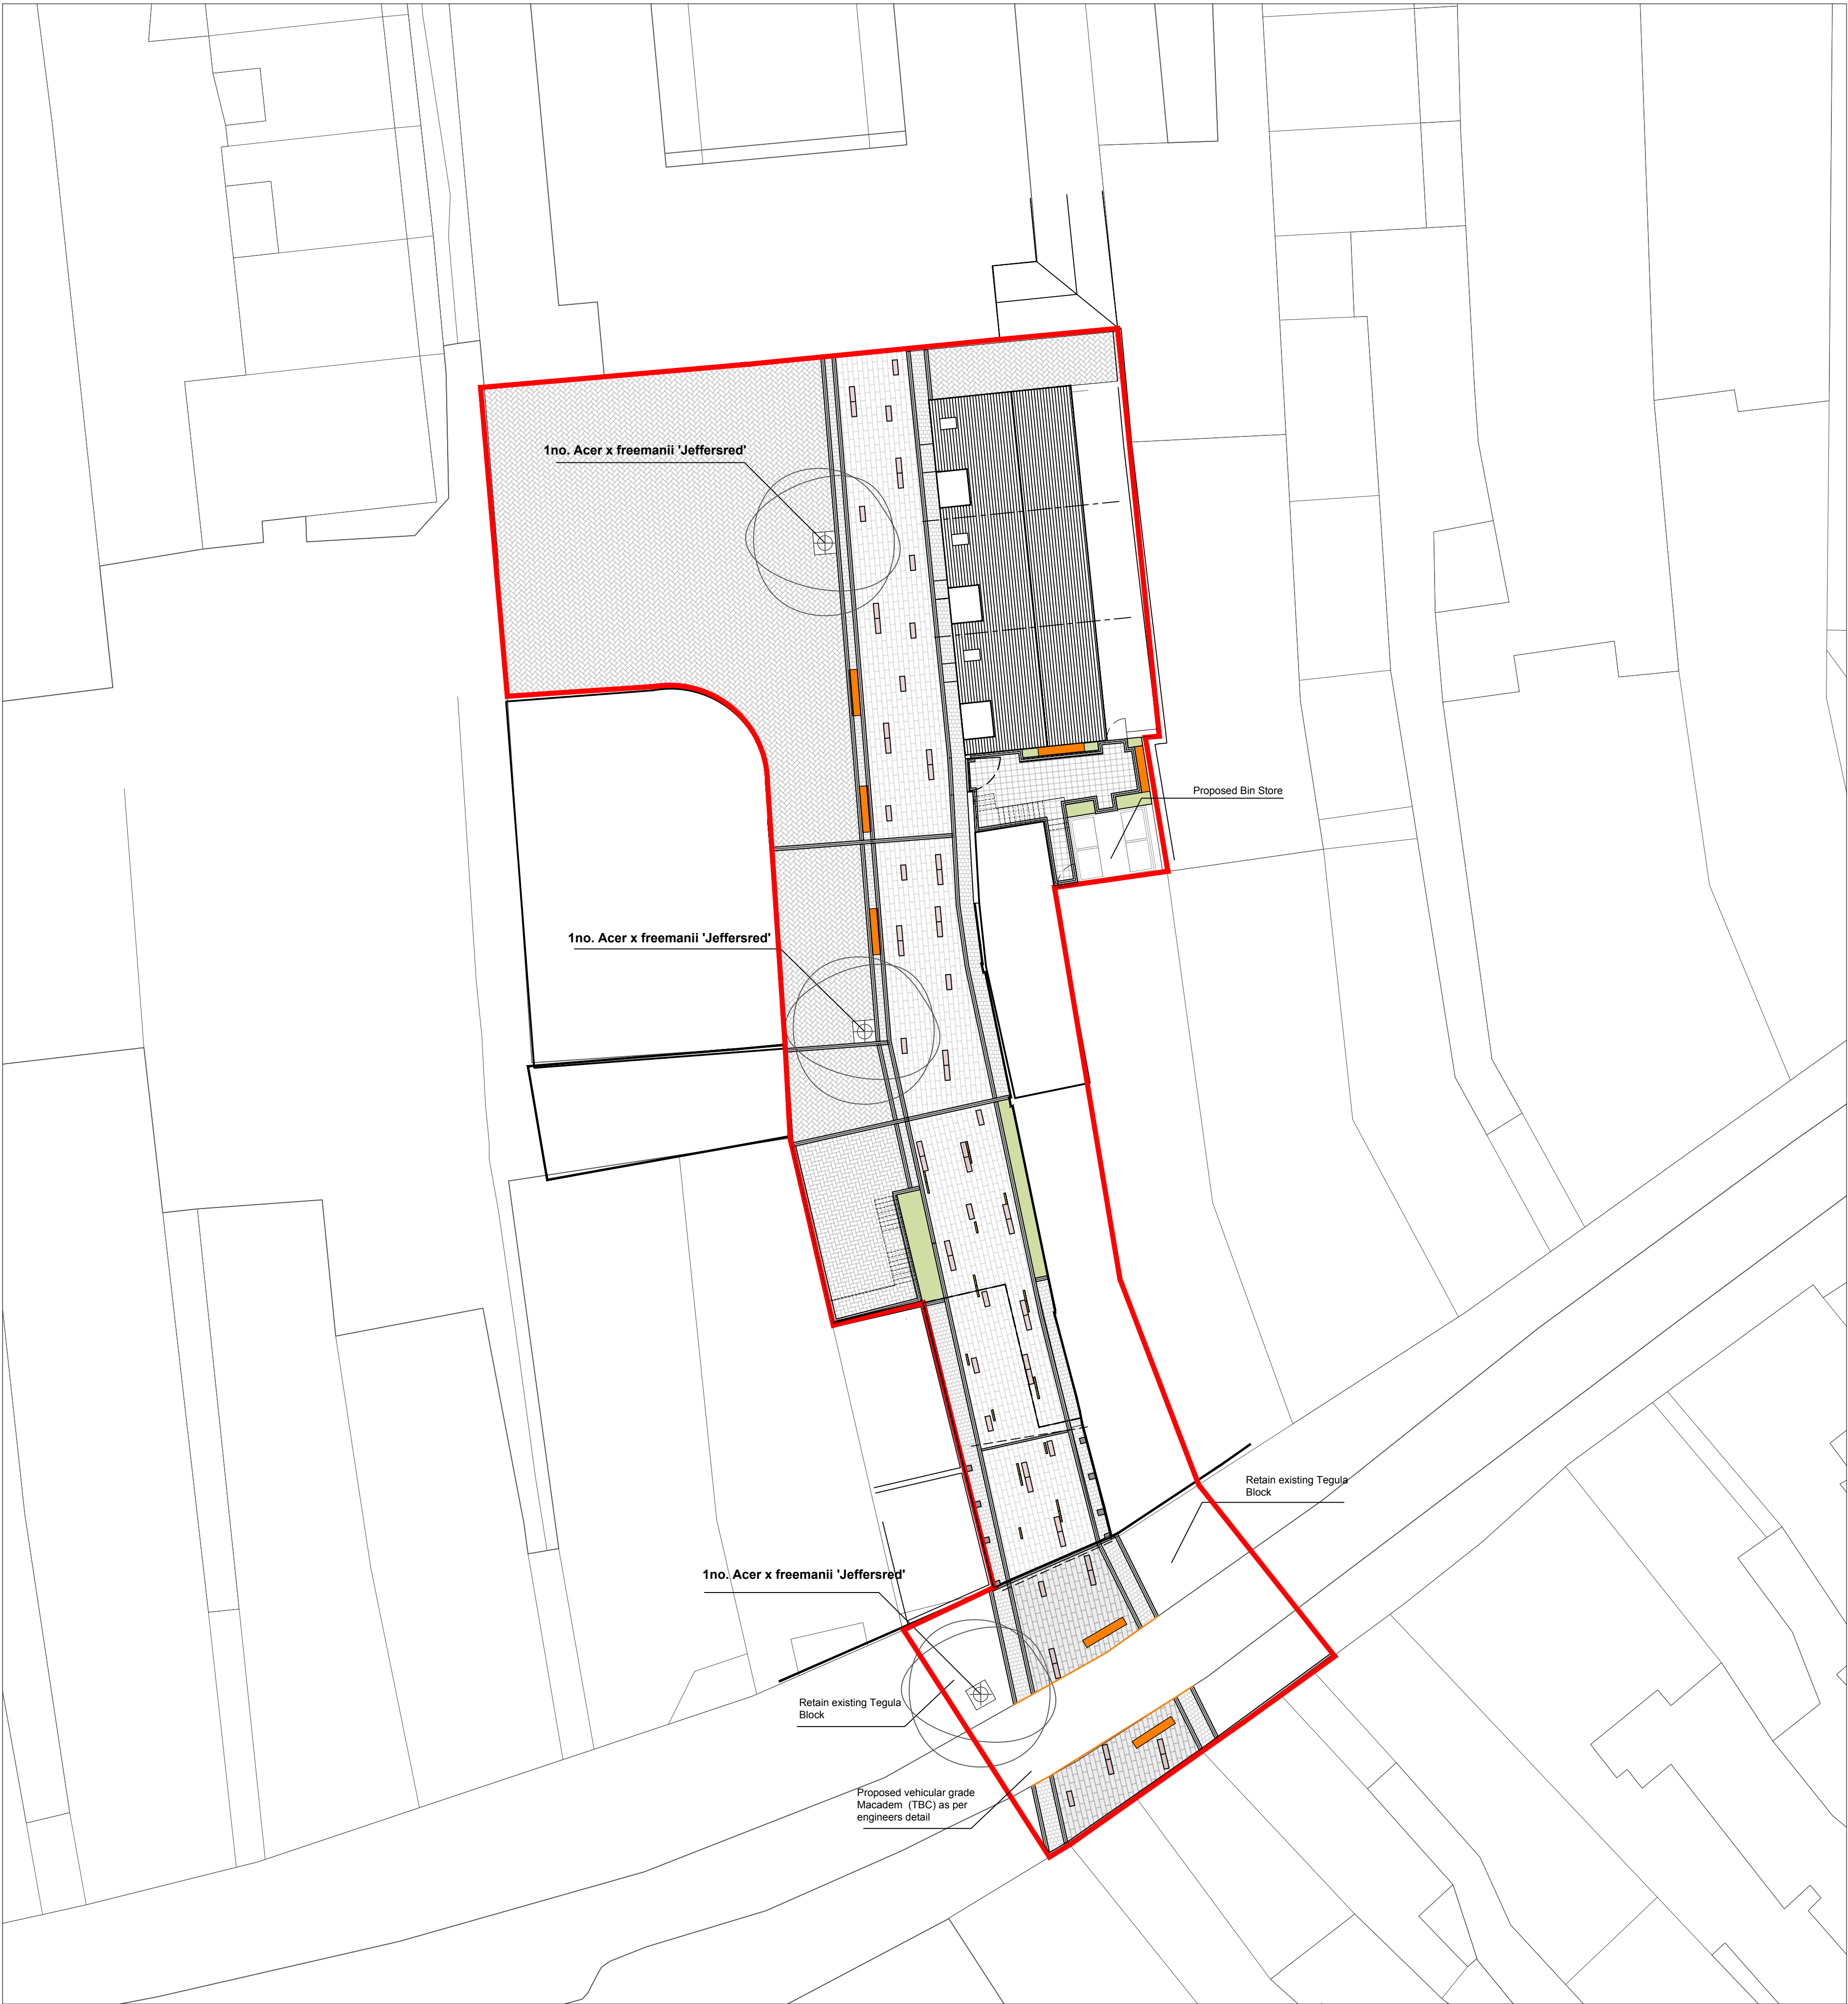 1no. Acer x freemanii 'Jeffersred'
Proposed Bin Store
1no. Acer x freemanii 'Jeffersred'
Retain existing Tegula
Block
1no. Acer x freemanii 'Jeffersred'
Retain existing Tegula
Block
Proposed vehicular grade
Macadem (TBC) as per
engineers detail